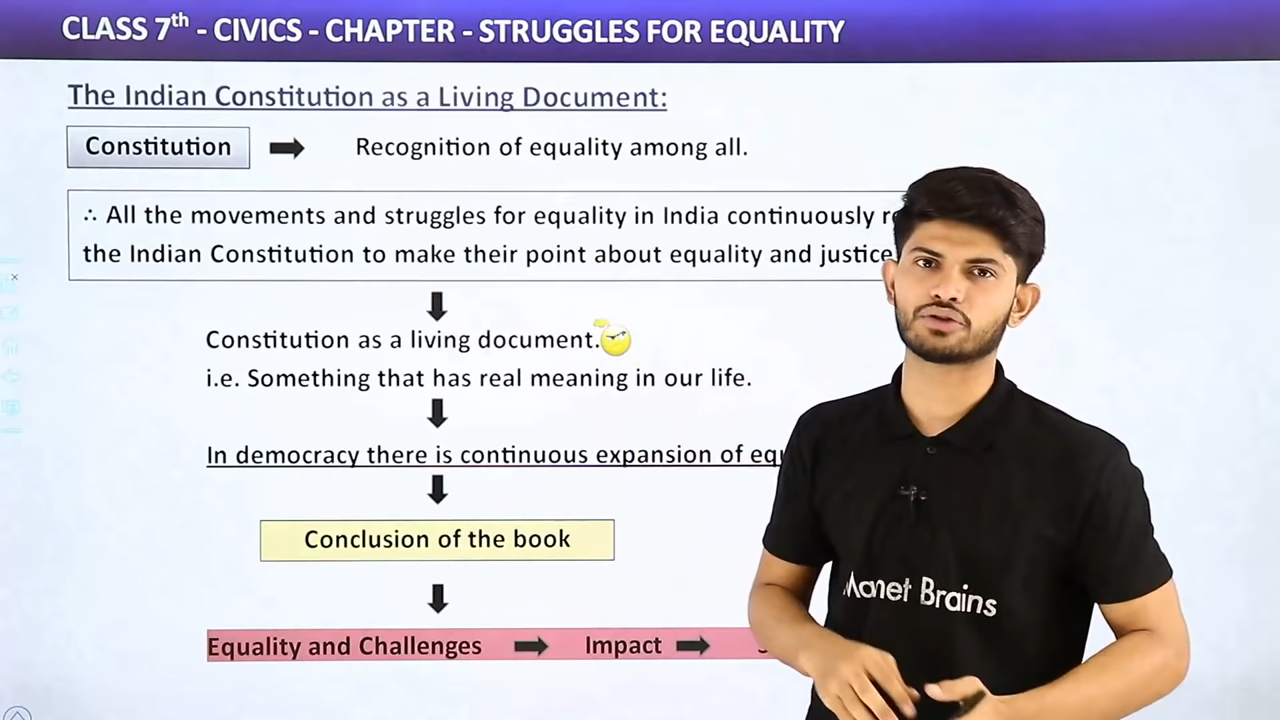 CLASS 7th - CIVICS - CHAPTER - STRUGGLES FOR EQUALITY
The Indian Constitution as a Living Document:
Constitution
Recognition of equality among all.
∴ All the movements and struggles for equality in India continuously
the Indian Constitution to make their point about equality and justice
Constitution as a living document.
i.e. Something that has real meaning in our life.
In democracy there is continuous expansion of
Conclusion of the book
Equality and Challenges
Impact
Manet Brains